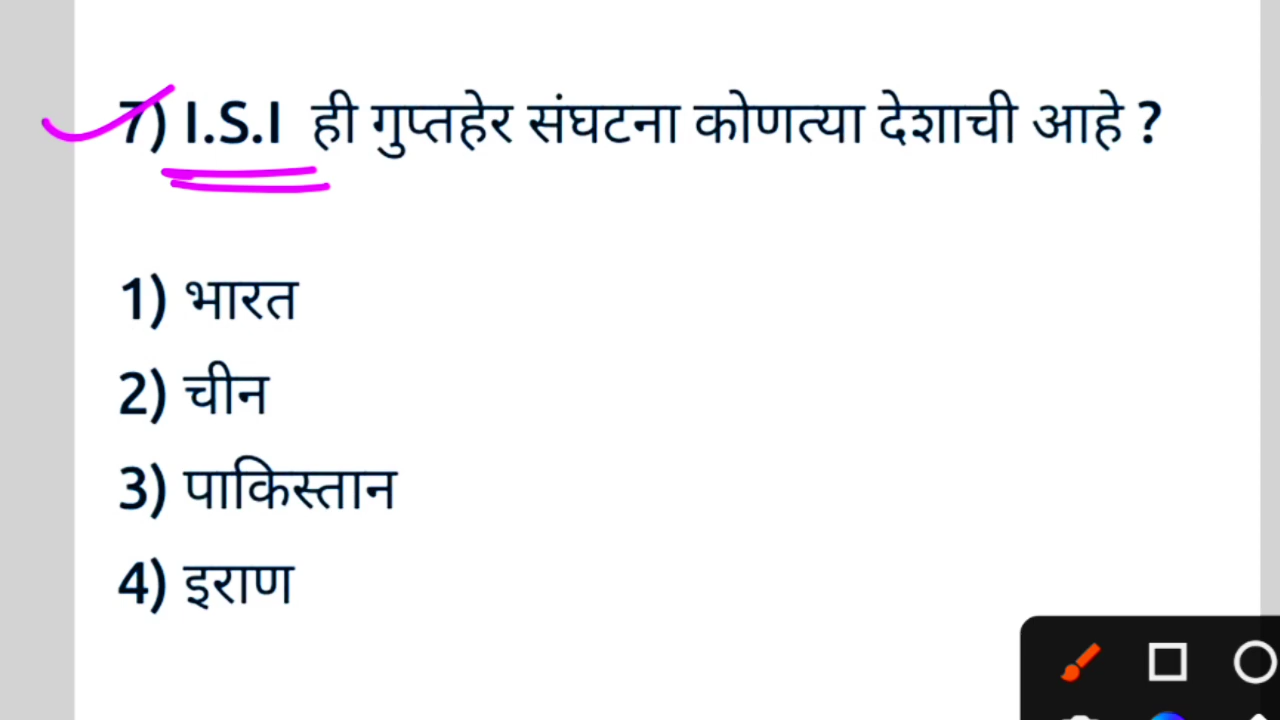 7) I.S.I ही गुप्तहेर संघटना कोणत्या देशाची आहे ?
1) भारत
2) चीन
3) पाकिस्तान
4) इराण